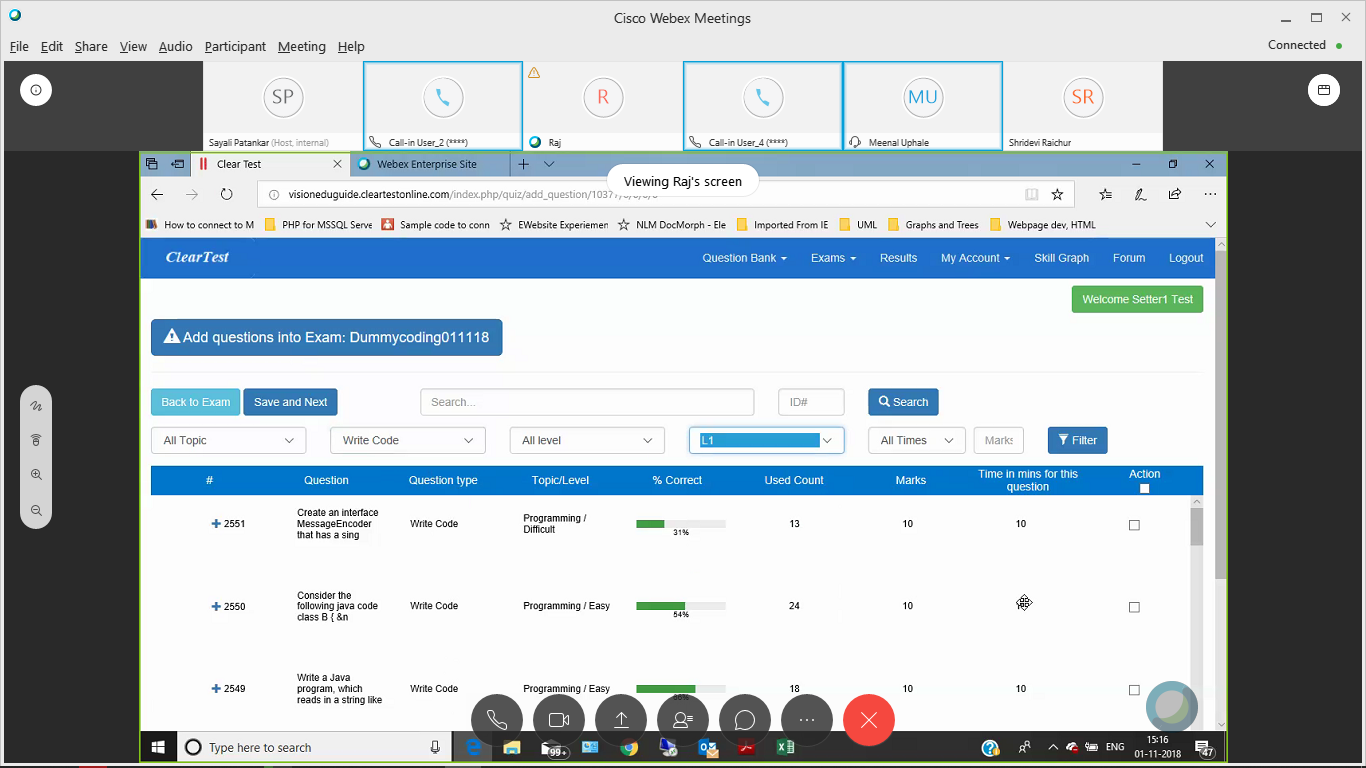 Cisco Webex Meetings
File Edit Share View Audio Participant Meeting Help
Connected
SP
R
MU
SR
Sayali Patankar (Host, internal)
Call-in User_2 (****)
Raj
Call-in User_4 (****)
Meenal Uphale
Shridevi Raichur
Clear Test
Webex Enterprise Site
Viewing Raj's screen
visioneduguide.cleartestonline.com/index.php/quiz/add_question/1037
How to connect to M
PHP for MSSQL Serve
Sample code to conn
EWebsite Experiemen
NLM DocMorph - Ele
Imported From IE
UML
Graphs and Trees
Webpage dev, HTML
ClearTest
Question Bank
Exams
Results
My Account
Skill Graph
Forum
Logout
Welcome Setter1 Test
Add questions into Exam: Dummycoding011118
Back to Exam
Save and Next
Search...
ID#
Search
All Topic
Write Code
All level
L1
All Times
Marks
Filter
# Question Question type Topic/Level % Correct Used Count Marks Time in mins for this
question
Action
2551
Create an interface
MessageEncoder
that has a sing
Write Code
Programming /
Difficult
31%
13
10
10
2550
Consider the
following java code
class B { &n
Write Code
Programming / Easy
54%
24
10
2549
Write a Java
program, which
reads in a string like
Write Code
Programming / Easy
18
10
10
Type here to search
99+
ENG
15:16
01-11-2018
47